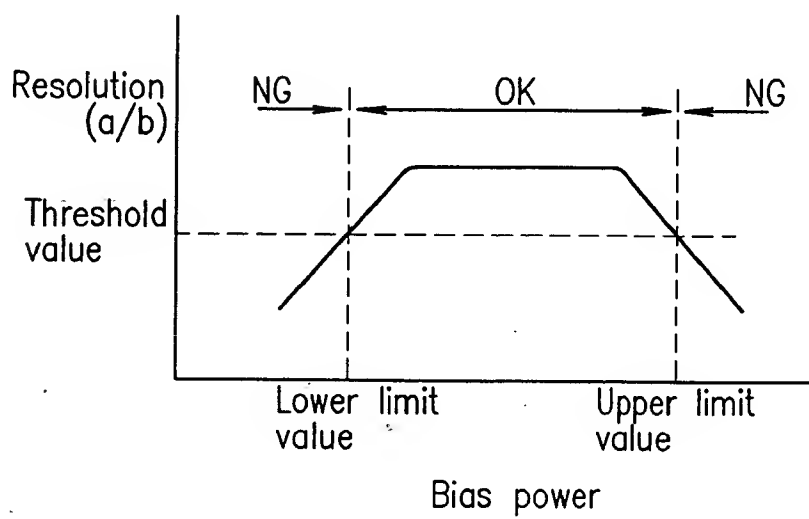 Resolution
(a/b)
NG
OK
NG
Threshold
value
Lower limit
value
Upper limit
value
Bias power